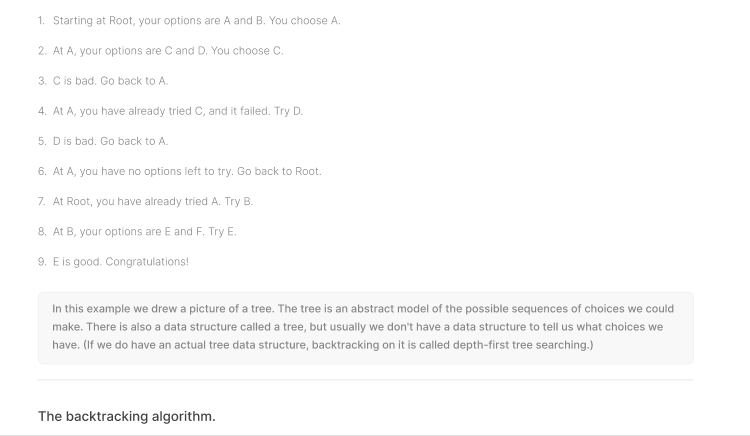 1. Starting at Root, your options are A and B. You choose A.
2. At A, your options are C and D. You choose C.
3. C is bad. Go back to A.
4. At A, you have already tried C, and it failed. Try D.
5. D is bad. Go back to A.
6. At A, you have no options left to try. Go back to Root.
7. At Root, you have already tried A. Try B.
8. At B, your options are E and F. Try E.
9. E is good. Congratulations!
In this example we drew a picture of a tree. The tree is an abstract model of the possible sequences of choices we could
make. There is also a data structure called a tree, but usually we don't have a data structure to tell us what choices we
have. (If we do have an actual tree data structure, backtracking on it is called depth-first tree searching.)
The backtracking algorithm.